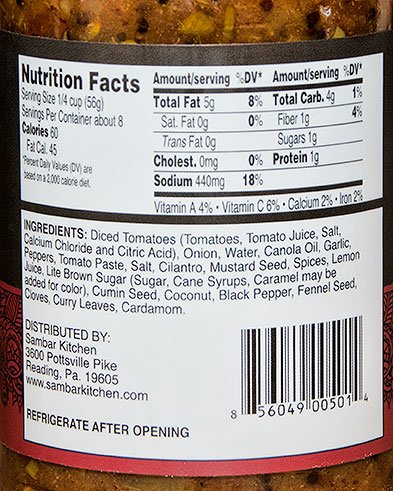 Nutrition Facts
Serving Size 1/4 cup (56g)
Servings Per Container about 8
Calories 60
Fat Cal. 45
*Percent Daily Values (DV) are
based on a 2,000 calorie diet.
Amount/serving %DV* Amount/serving %DV*
Total Fat 5g 8% Total Carb. 4g 1%
Sat. Fat 0g 0% Fiber 1g 4%
Trans Fat 0g Sugars 1g
Cholest. 0mg 0% Protein 1g
Sodium 440mg 18%
Vitamin A 4% • Vitamin C 6% • Calcium 2% • Iron 2%
INGREDIENTS: Diced Tomatoes (Tomatoes, Tomato Juice, Salt,
Calcium Chloride and Citric Acid), Onion, Water, Canola Oil, Garlic,
Peppers, Tomato Paste, Salt, Cilantro, Mustard Seed, Spices, Lemon
Juice, Lite Brown Sugar (Sugar, Cane Syrups, Caramel may be
added for color), Cumin Seed, Coconut, Black Pepper, Fennel Seed,
Cloves, Curry Leaves, Cardamom.
DISTRIBUTED BY:
Sambar Kitchen
3600 Pottsville Pike
Reading, Pa. 19605
www.sambarkitchen.com
8 56049 00501 4
REFRIGERATE AFTER OPENING